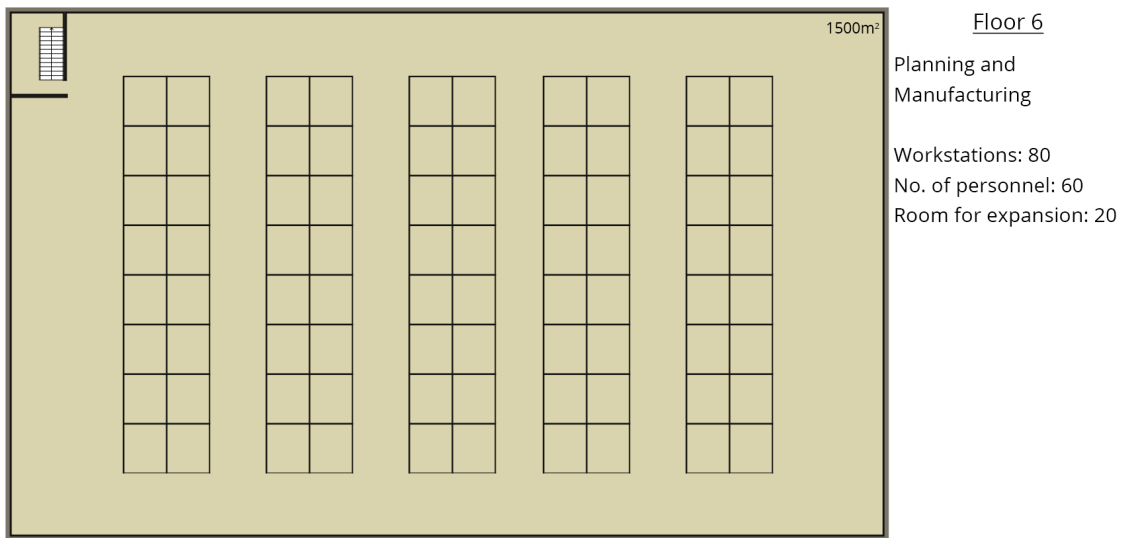 1500m²
Floor 6
Planning and
Manufacturing
Workstations: 80
No. of personnel: 60
Room for expansion: 20